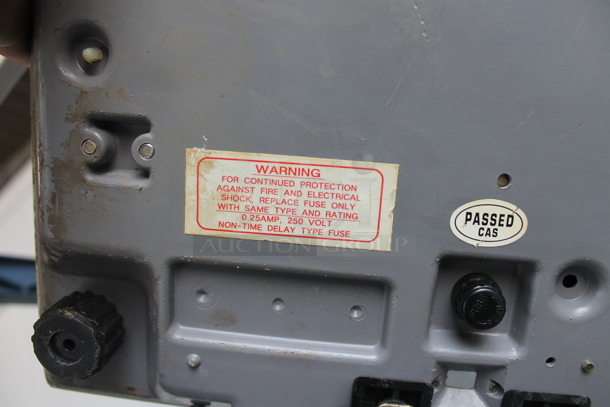 WARNING
FOR CONTINUED PROTECTION
AGAINST FIRE AND ELECTRICAL
SHOCK, REPLACE FUSE ONLY
WITH SAME TYPE AND RATING
0.25AMP, 250 VOLT
NON-TIME DELAY TYPE FUSE
PASSED
CAS
AUCTION GROUP